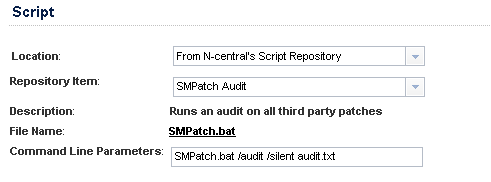 Script
Location: From N-central's Script Repository
Repository Item: SMPatch Audit
Description: Runs an audit on all third party patches
File Name: SMPatch.bat
Command Line Parameters: SMPatch.bat /audit /silent audit.txt